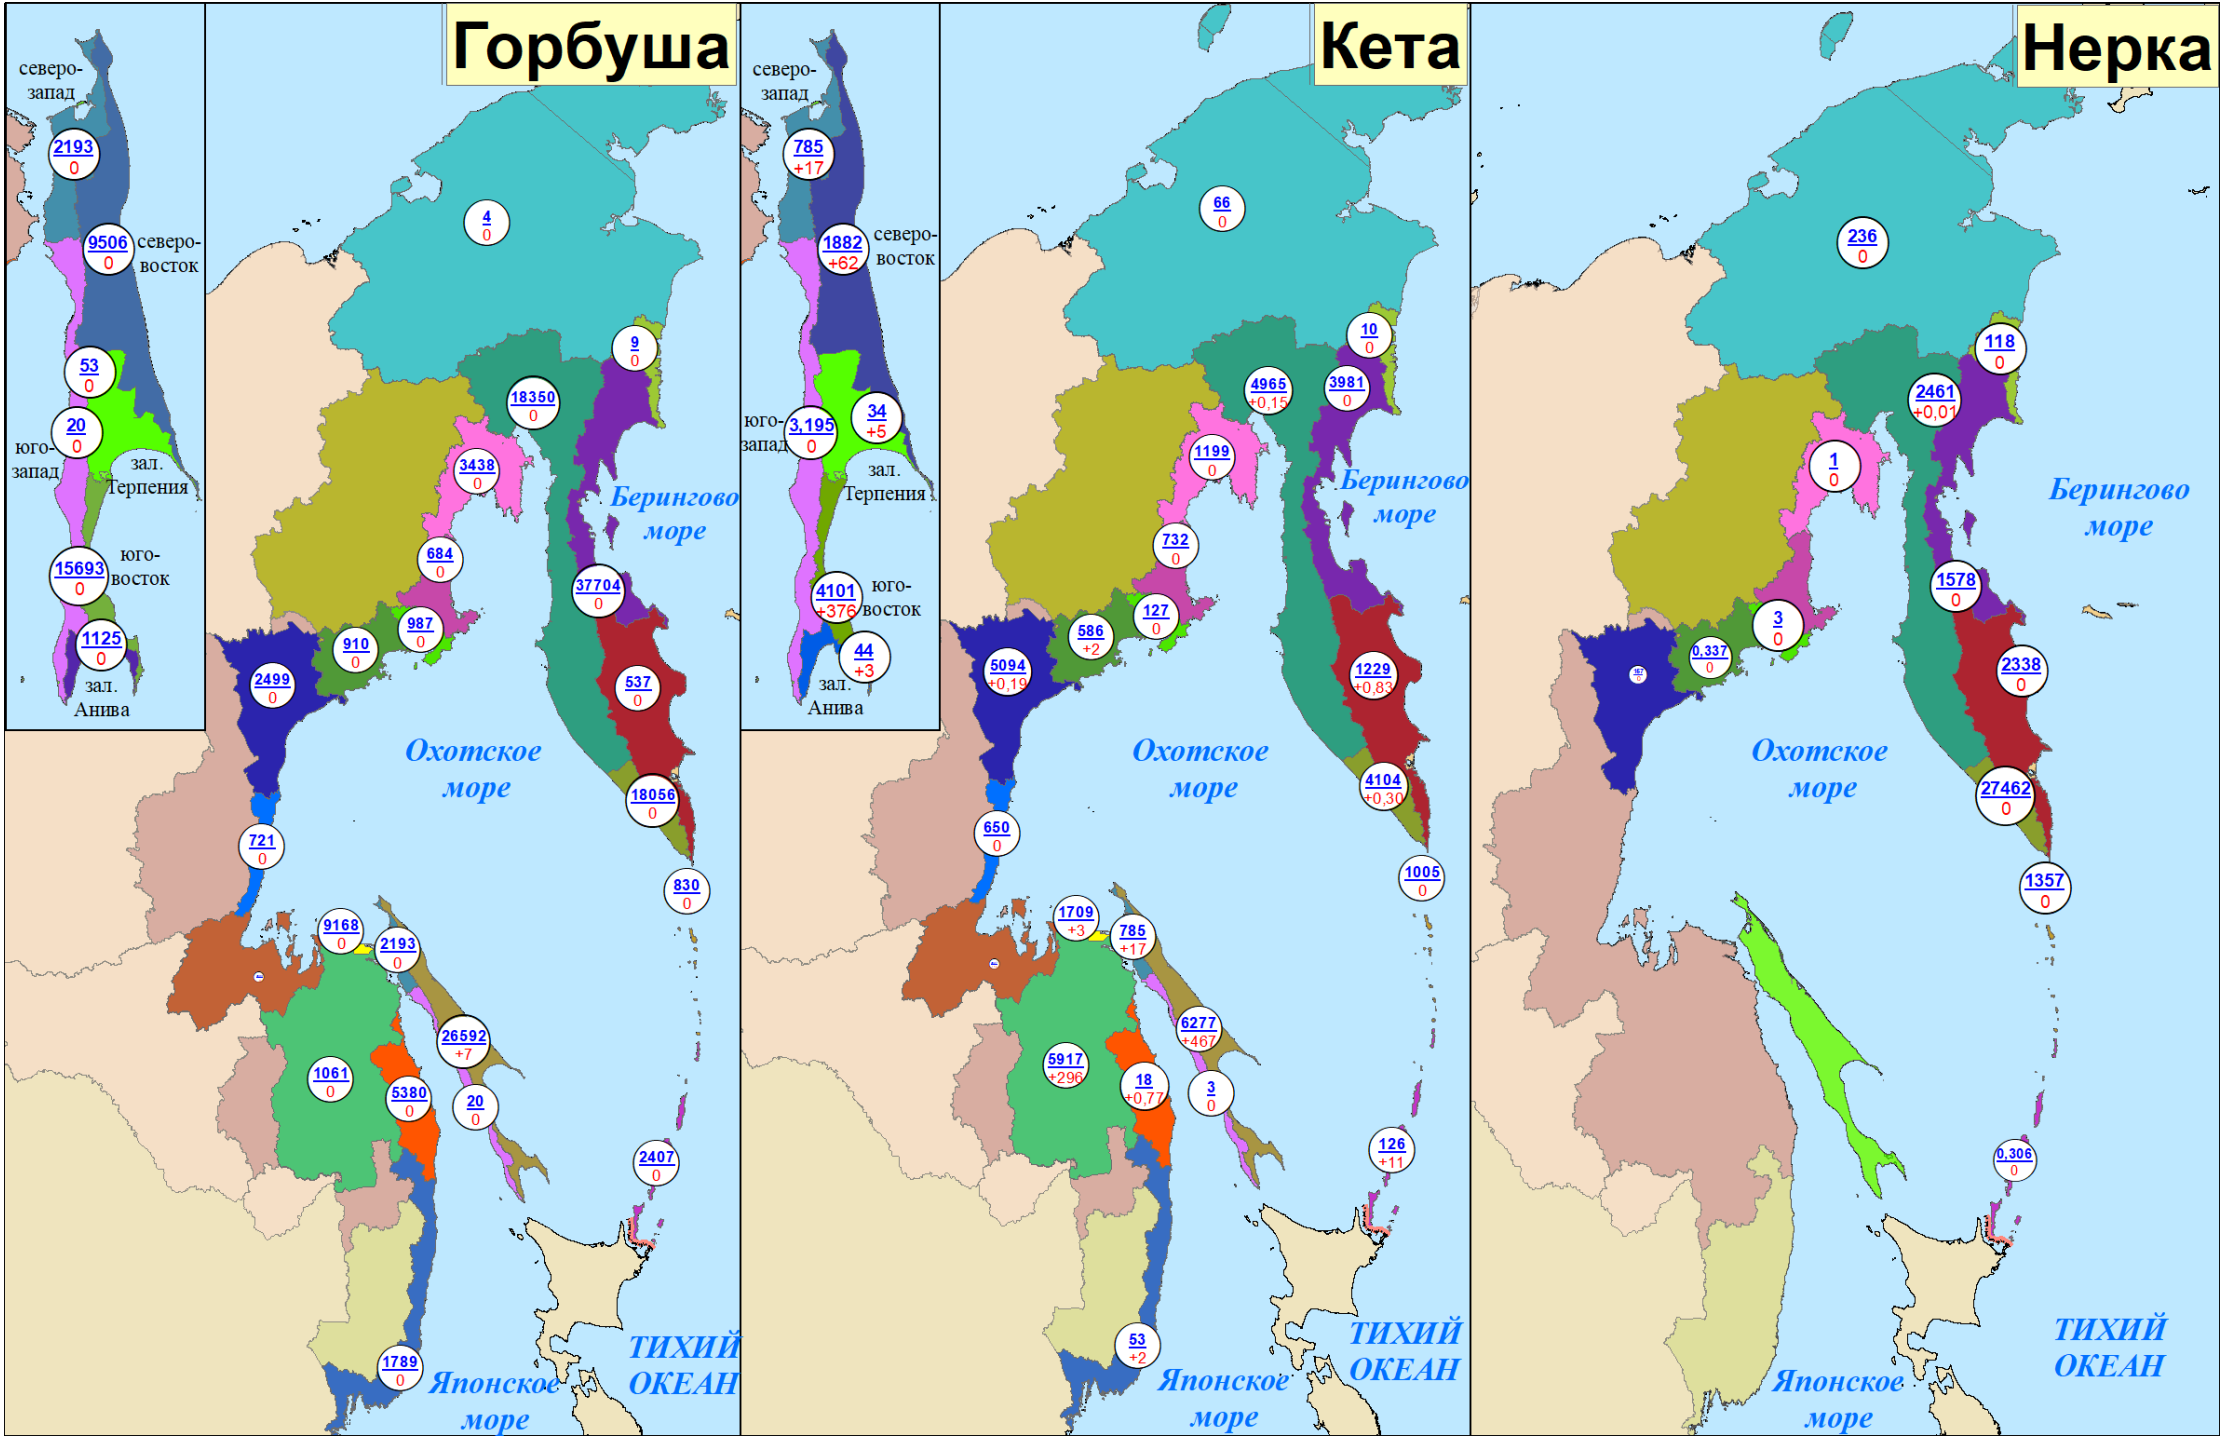 Горбуша
северо-
запад
2193
0
9506
0
северо-
восток
53
0
20
0
юго-
запад
зал.
Терпения
15693
0
юго-
восток
1125
0
зал.
Анива
4
0
9
0
18350
0
3438
0
Берингово
море
684
0
37704
0
987
0
910
0
2499
0
537
0
Охотское
море
18056
0
721
0
830
0
9168
0
2193
0
26592
+7
1061
0
5380
0
20
0
2407
0
1789
0
ТИХИЙ
ОКЕАН
Японское
море
Кета
северо-
запад
785
+17
1882
+62
северо-
восток
34
+5
3,195
0
юго-
запад
зал.
Терпения
4101
+376
юго-
восток
44
+3
зал.
Анива
66
0
10
0
4965
+0,15
3981
0
1199
0
Берингово
море
732
0
127
0
586
+2
5094
+0,19
1229
+0,83
Охотское
море
4104
+0,30
650
0
1005
0
1709
+3
785
+17
6277
+467
5917
+296
18
+0,77
3
0
126
+11
53
+2
ТИХИЙ
ОКЕАН
Японское
море
Нерка
236
0
118
0
2461
+0,01
1
0
Берингово
море
1578
0
3
0
0,337
0
2338
0
Охотское
море
27462
0
1357
0
0,306
0
ТИХИЙ
ОКЕАН
Японское
море